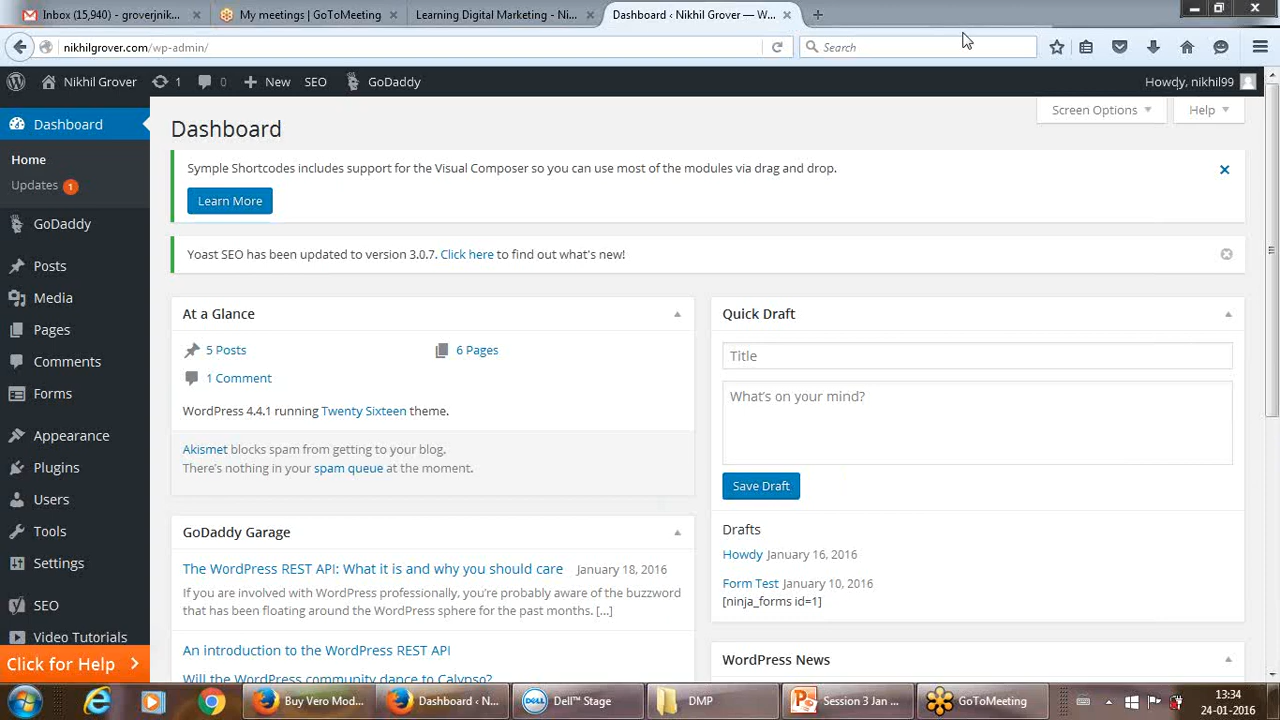 Inbox (15,940) - groverjnik...
My meetings | GoToMeeting
Learning Digital Marketing - Ni...
Dashboard ‹ Nikhil Grover — W...
nikhilgrover.com/wp-admin/
Search
Nikhil Grover
1
0
New
SEO
GoDaddy
Howdy, nikhil99
Dashboard
Home
Updates 1
GoDaddy
Posts
Media
Pages
Comments
Forms
Appearance
Plugins
Users
Tools
Settings
SEO
Video Tutorials
Click for Help
Screen Options
Help
Dashboard
Symple Shortcodes includes support for the Visual Composer so you can use most of the modules via drag and drop.
Learn More
Yoast SEO has been updated to version 3.0.7. Click here to find out what's new!
At a Glance
5 Posts
6 Pages
1 Comment
WordPress 4.4.1 running Twenty Sixteen theme.
Akismet blocks spam from getting to your blog.
There's nothing in your spam queue at the moment.
GoDaddy Garage
The WordPress REST API: What it is and why you should care January 18, 2016
If you are involved with WordPress professionally, you're probably aware of the buzzword
that has been floating around the WordPress sphere for the past months. [...]
An introduction to the WordPress REST API
Will the WordPress community dance to Calypso?
Quick Draft
Title
What's on your mind?
Save Draft
Drafts
Howdy January 16, 2016
Form Test January 10, 2016
[ninja_forms id=1]
WordPress News
Buy Vero Mod...
Dashboard ‹ N...
DELL
Dell™ Stage
DMP
Session 3 Jan ...
GoToMeeting
13:34
24-01-2016